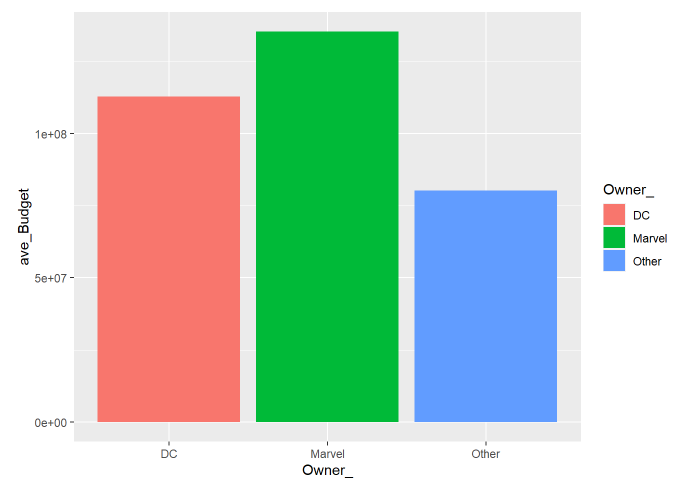 ave_Budget
1e+08
5e+07
0e+00
DC
Marvel
Other
Owner_
Owner_
DC
Marvel
Other